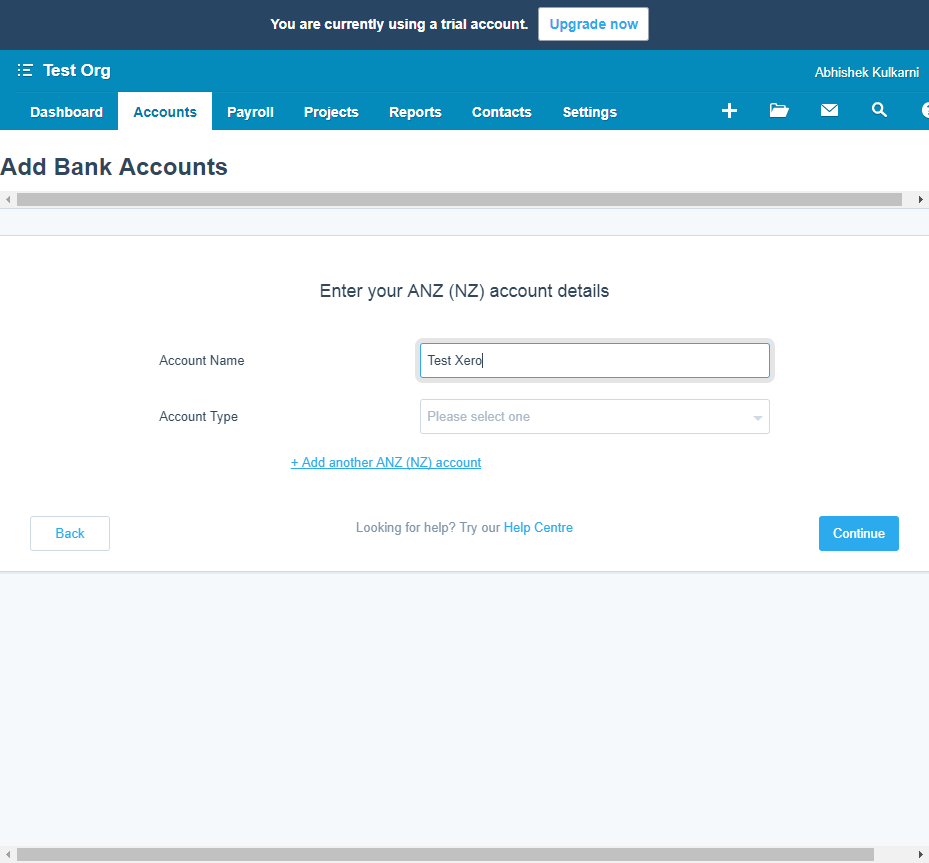 You are currently using a trial account. Upgrade now
Test Org
Abhishek Kulkarni
Dashboard Accounts Payroll Projects Reports Contacts Settings
Add Bank Accounts
Enter your ANZ (NZ) account details
Account Name Test Xero
Account Type Please select one
+ Add another ANZ (NZ) account
Back Looking for help? Try our Help Centre Continue